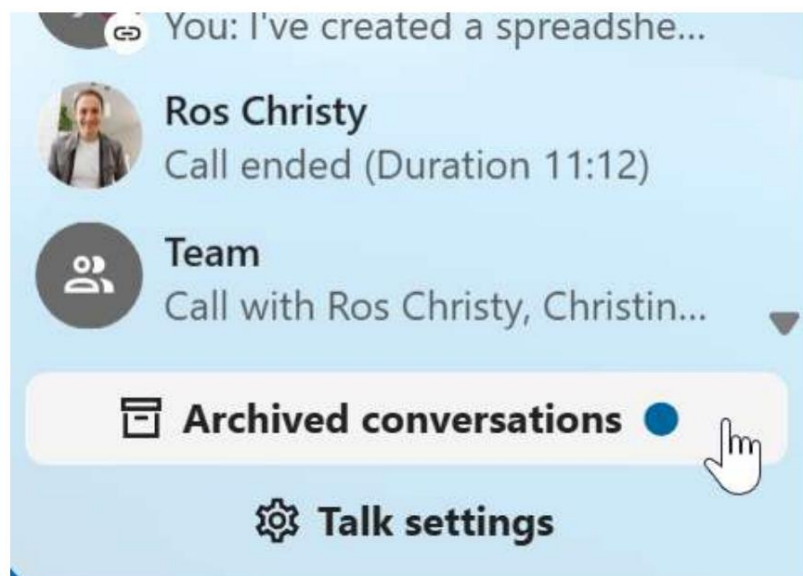 You: I've created a spreadshe...
Ros Christy
Call ended (Duration 11:12)
Team
Call with Ros Christy, Christin...
Archived conversations
Talk settings